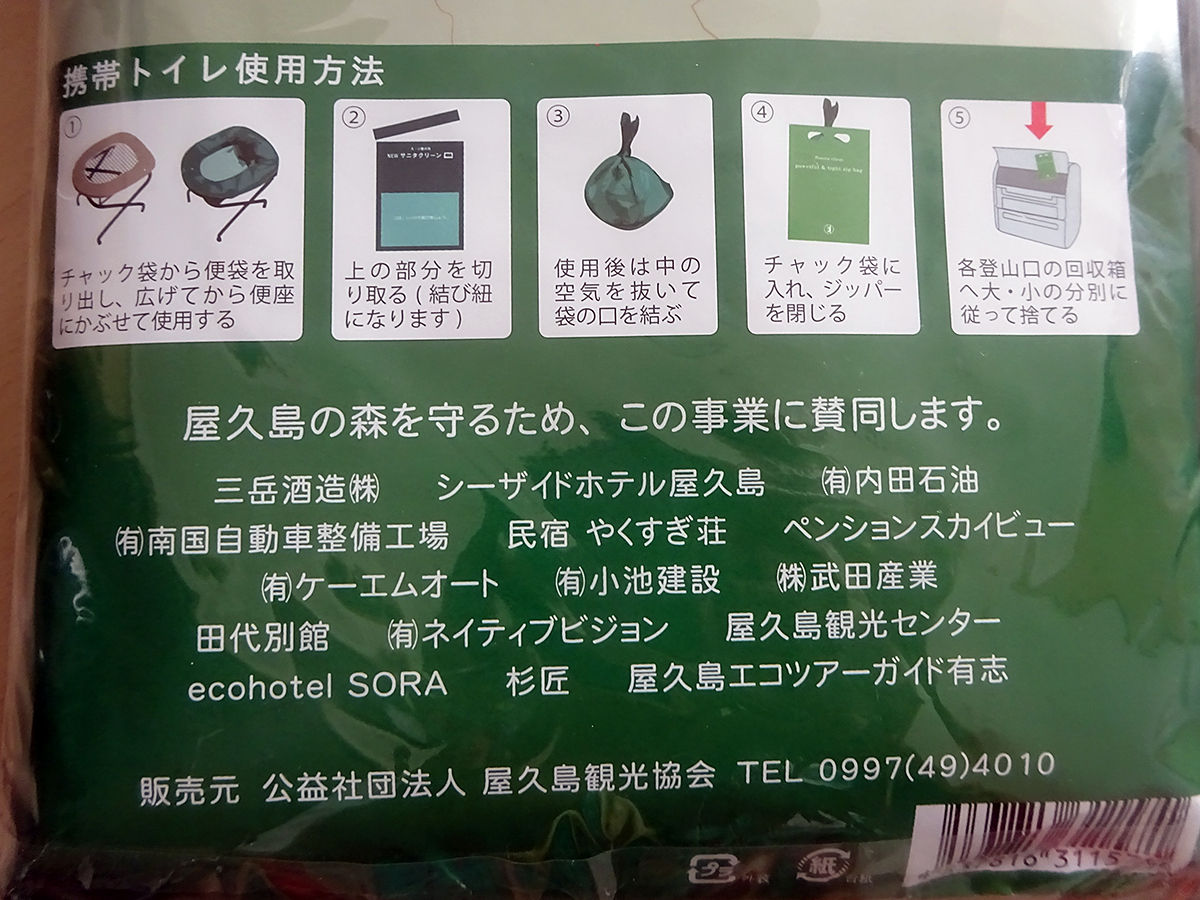 携帯トイレ使用方法
①
チャック袋から便袋を取
り出し、広げてから便座
にかぶせて使用する
②
NEW サニタクリーン
上の部分を切
り取る(結び紐
になります)
③
使用後は中の
空気を抜いて
袋の口を結ぶ
④
powerful & tight zip bag
チャック袋に
入れ、ジッパー
を閉じる
⑤
各登山口の回収箱
へ大・小の分別に
従って捨てる
屋久島の森を守るため、この事業に賛同します。
三岳酒造㈱ シーサイドホテル屋久島 ㈲内田石油
㈲南国自動車整備工場 民宿 やくすぎ荘 ペンションスカイビュー
㈲ケーエムオート ㈲小池建設 ㈱武田産業
田代別館 ㈲ネイティブビジョン 屋久島観光センター
ecohotel SORA 杉匠 屋久島エコツアーガイド有志
販売元 公益社団法人 屋久島観光協会 TEL 0997(49)4010
プラ 外袋 紙 台紙